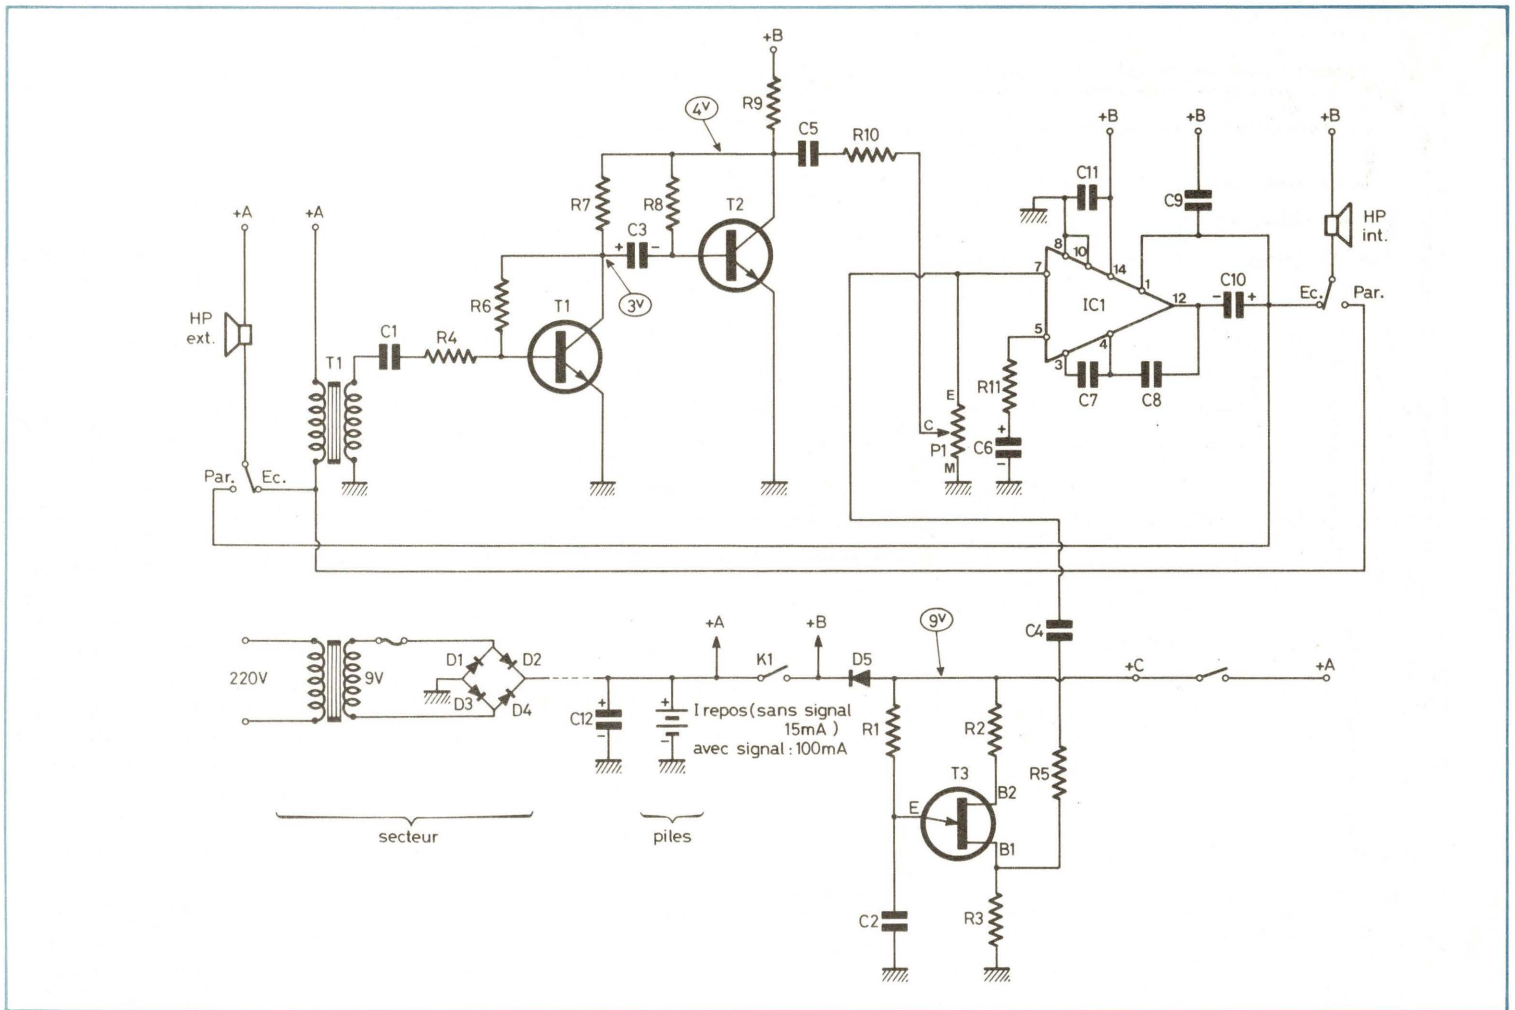 +B
4V
R9
C5
R10
+B
+B
+B
C11
C9
HP
int.
+A
+A
R7
R8
T2
C3
+
-
8
10
14
7
1
12
C10
-
+
Ec.
Par.
3V
IC1
R6
T1
HP
ext.
T1
C1
R4
5
3
4
R11
C7
C8
E
C
P1
M
C6
+
-
Par.
Ec.
9V
C4
+A
+B
K1
D5
+C
+A
220V
9V
D1
D2
D3
D4
C12
+
-
+
-
I repos (sans signal
15mA )
avec signal : 100mA
R1
R2
T3
R5
E
B2
B1
secteur
piles
C2
R3